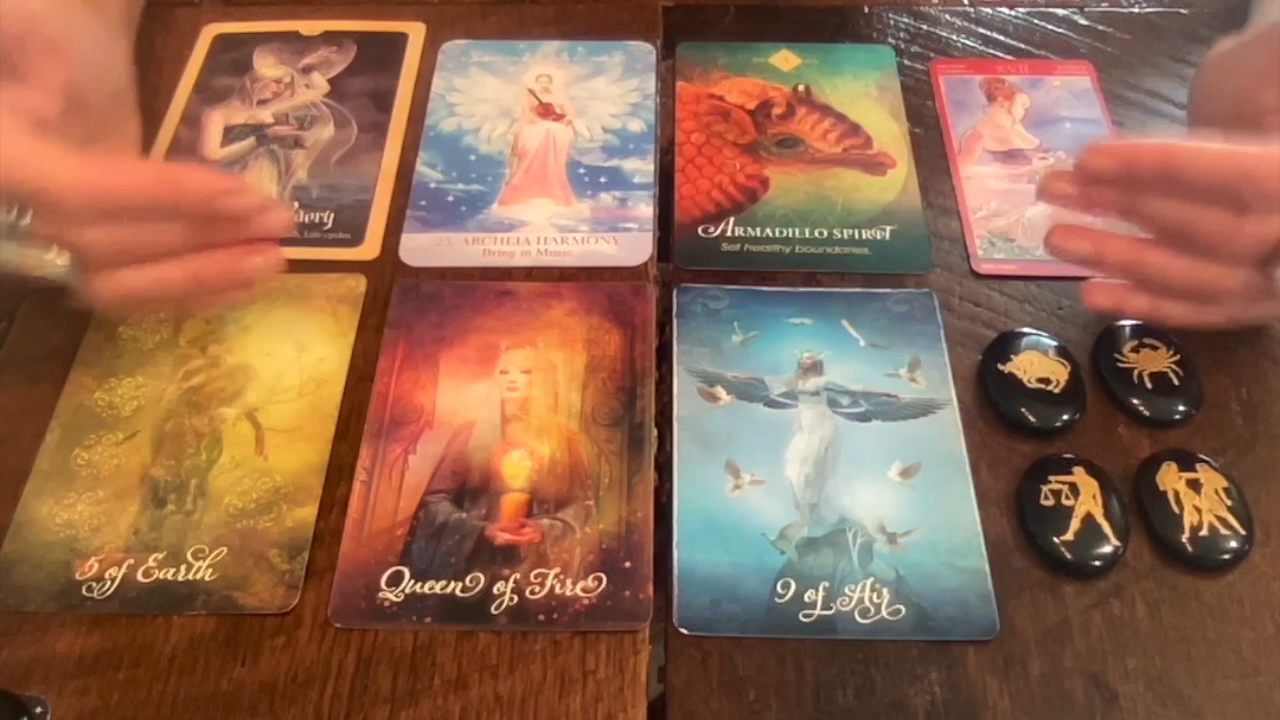 25. ARCHEIA HARMONY
Bring in Music
ARMADILLO SPIRIT
Set healthy boundaries.
XVII
5 of Earth
Queen of Fire
9 of Air